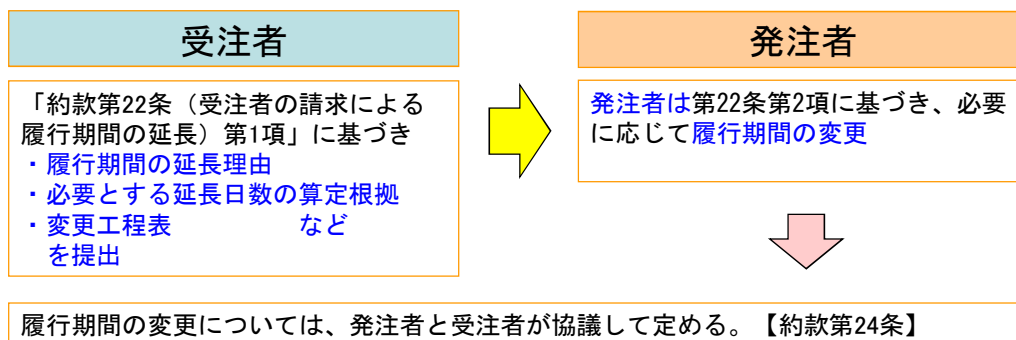 受注者
「約款第22条（受注者の請求による
履行期間の延長）第1項」に基づき
・履行期間の延長理由
・必要とする延長日数の算定根拠
・変更工程表　　　　　など
を提出
発注者
発注者は第22条第2項に基づき、必要
に応じて履行期間の変更
履行期間の変更については、発注者と受注者が協議して定める。【約款第24条】